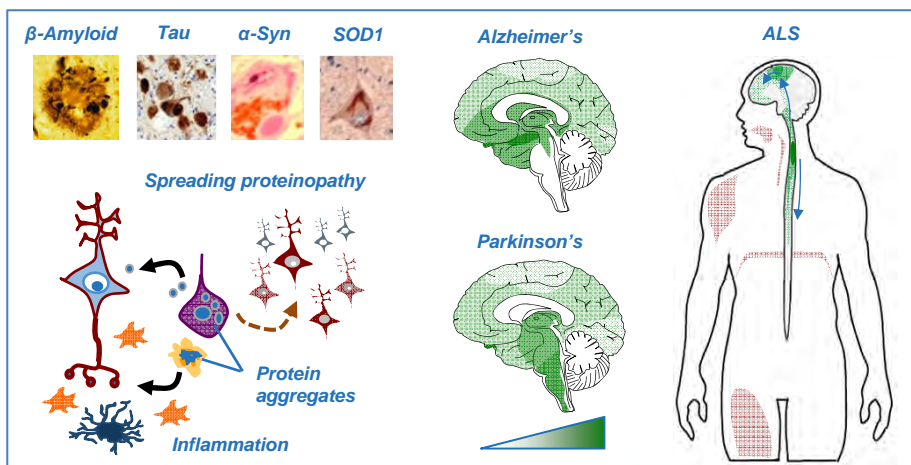 β-Amyloid
Tau
α-Syn
SOD1
Alzheimer's
ALS
Spreading proteinopathy
Parkinson's
Protein
aggregates
Inflammation